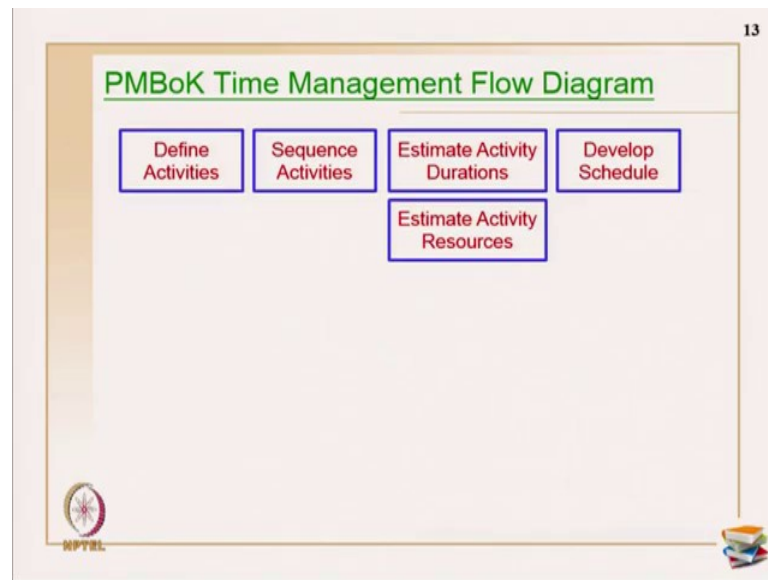 13
PMBoK Time Management Flow Diagram
Define
Activities
Sequence
Activities
Estimate Activity
Durations
Develop
Schedule
Estimate Activity
Resources
NPTEL